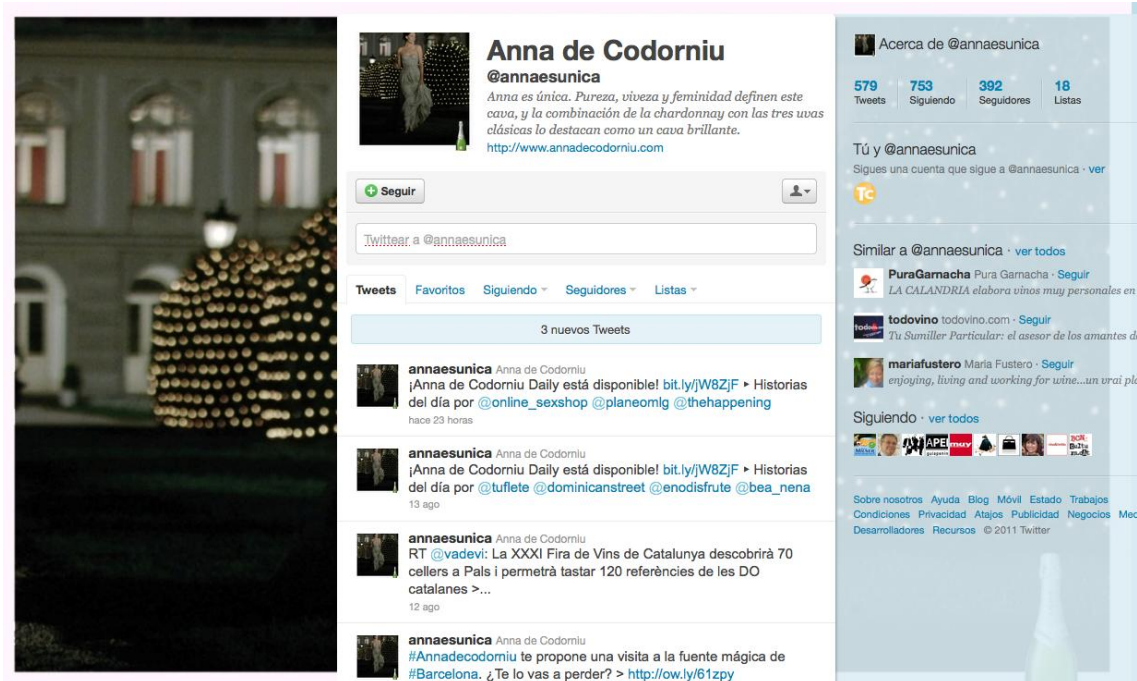 Anna de Codorniu
@annaesunica
Anna es única. Pureza, viveza y feminidad definen este
cava, y la combinación de la chardonnay con las tres uvas
clásicas lo destacan como un cava brillante.
http://www.annadecodorniu.com
Seguir
Twittear a @annaesunica
Tweets Favoritos Siguiendo Seguidores Listas
3 nuevos Tweets
annaesunica Anna de Codorniu
¡Anna de Codorniu Daily está disponible! bit.ly/jW8ZjF ▸ Historias
del día por @online_sexshop @planeomlg @thehappening
hace 23 horas
annaesunica Anna de Codorniu
¡Anna de Codorniu Daily está disponible! bit.ly/jW8ZjF ▸ Historias
del día por @tuflete @dominicanstreet @enodisfrute @bea_nena
13 ago
annaesunica Anna de Codorniu
RT @vadevi: La XXXI Fira de Vins de Catalunya descobrirà 70
cellers a Pals i permetrà tastar 120 referències de les DO
catalanes >...
12 ago
annaesunica Anna de Codorniu
#Annadecodorniu te propone una visita a la fuente mágica de
#Barcelona. ¿Te lo vas a perder? > http://ow.ly/61zpy
Acerca de @annaesunica
579 753 392 18
Tweets Siguiendo Seguidores Listas
Tú y @annaesunica
Sigues una cuenta que sigue a @annaesunica · ver
Tc
Similar a @annaesunica · ver todos
PuraGarnacha Pura Garnacha · Seguir
LA CALANDRIA elabora vinos muy personales en
todovino todovino.com · Seguir
Tu Sumiller Particular: el asesor de los amantes
mariafustero Maria Fustero · Seguir
enjoying, living and working for wine...un vrai
Siguiendo · ver todos
APEI muy
Sobre nosotros Ayuda Blog Móvil Estado Trabajos
Condiciones Privacidad Atajos Publicidad Negocios
Desarrolladores Recursos © 2011 Twitter